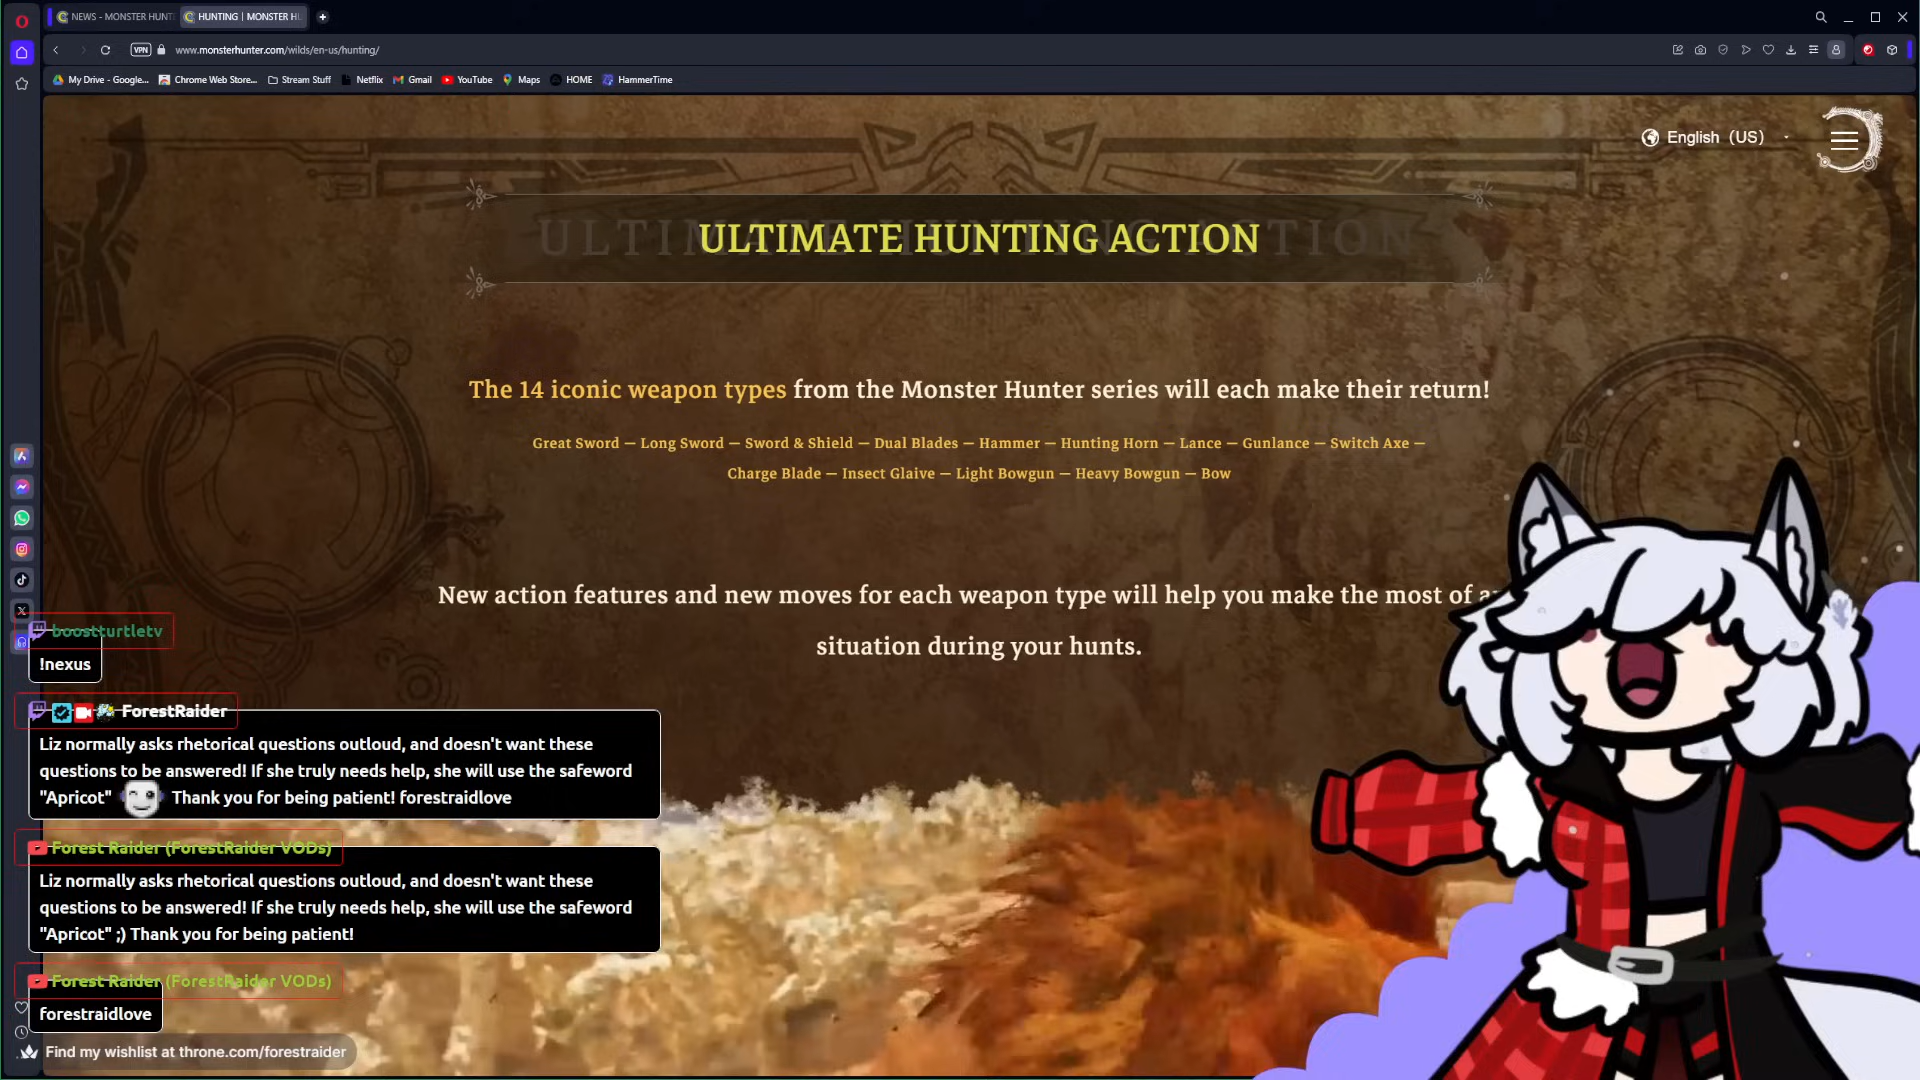 NEWS - MONSTER HUNT
HUNTING | MONSTER HU
VPN
www.monsterhunter.com/wilds/en-us/hunting/
My Drive - Google...
Chrome Web Store...
Stream Stuff
Netflix
Gmail
YouTube
Maps
HOME
HammerTime
English (US)
ULTIMATE HUNTING ACTION
The 14 iconic weapon types from the Monster Hunter series will each make their return!
Great Sword — Long Sword — Sword & Shield — Dual Blades — Hammer — Hunting Horn — Lance — Gunlance — Switch Axe —
Charge Blade — Insect Glaive — Light Bowgun — Heavy Bowgun — Bow
New action features and new moves for each weapon type will help you make the most of
situation during your hunts.
boostturtletv
!nexus
ForestRaider
Liz normally asks rhetorical questions outloud, and doesn't want these
questions to be answered! If she truly needs help, she will use the safeword
"Apricot" Thank you for being patient! forestraidlove
Forest Raider (ForestRaider VODs)
Liz normally asks rhetorical questions outloud, and doesn't want these
questions to be answered! If she truly needs help, she will use the safeword
"Apricot" ;) Thank you for being patient!
Forest Raider (ForestRaider VODs)
forestraidlove
Find my wishlist at throne.com/forestraider